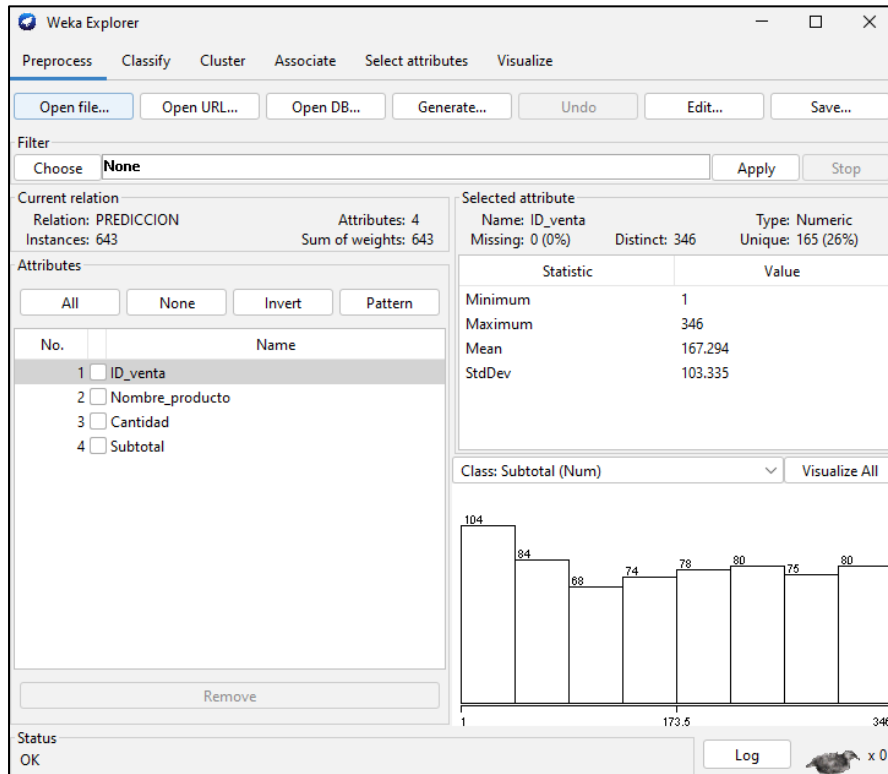 Weka Explorer
Preprocess Classify Cluster Associate Select attributes Visualize
Open file... Open URL... Open DB... Generate... Undo Edit... Save...
Filter
Choose None Apply Stop
Current relation
Relation: PREDICCION Attributes: 4
Instances: 643 Sum of weights: 643
Attributes
All None Invert Pattern
No. Name
1 ID_venta
2 Nombre_producto
3 Cantidad
4 Subtotal
Remove
Selected attribute
Name: ID_venta Type: Numeric
Missing: 0 (0%) Distinct: 346 Unique: 165 (26%)
Statistic Value
Minimum 1
Maximum 346
Mean 167.294
StdDev 103.335
Class: Subtotal (Num) Visualize All
104 84 68 74 78 80 75 80
1 173.5 346
Status
OK Log x 0